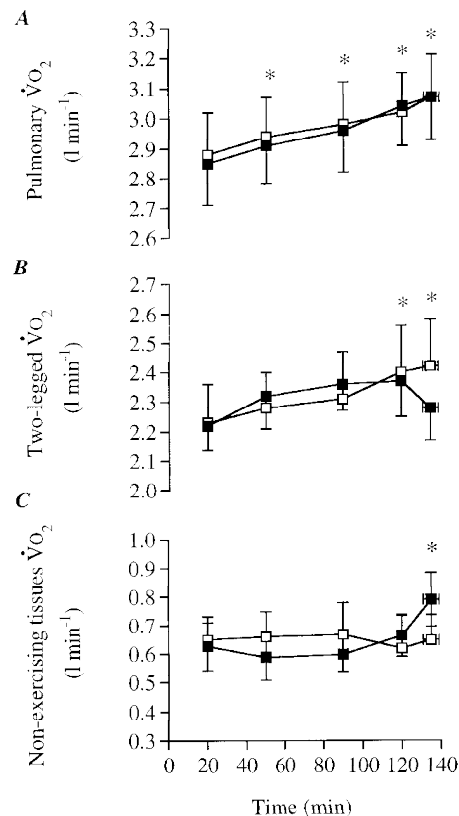 A
Pulmonary V̇O₂
(l min⁻¹)
3.3
3.2
3.1
3.0
2.9
2.8
2.7
2.6
* * * *
B
Two-legged V̇O₂
(l min⁻¹)
2.7
2.6
2.5
2.4
2.3
2.2
2.1
2.0
* *
C
Non-exercising tissues V̇O₂
(l min⁻¹)
1.0
0.9
0.8
0.7
0.6
0.5
0.4
0.3
*
0 20 40 60 80 100 120 140
Time (min)